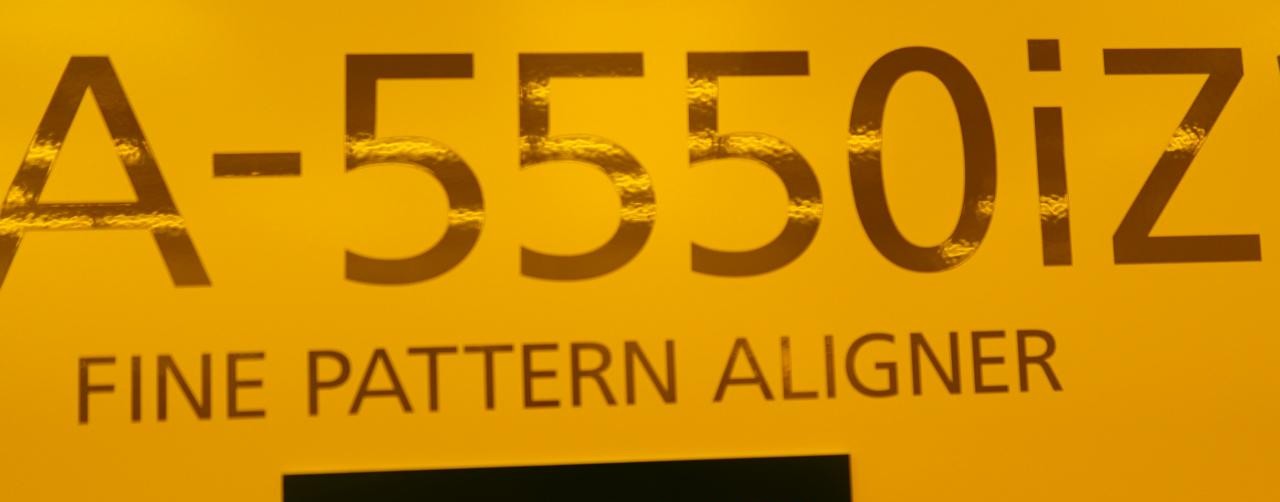 A-5550iZ
FINE PATTERN ALIGNER